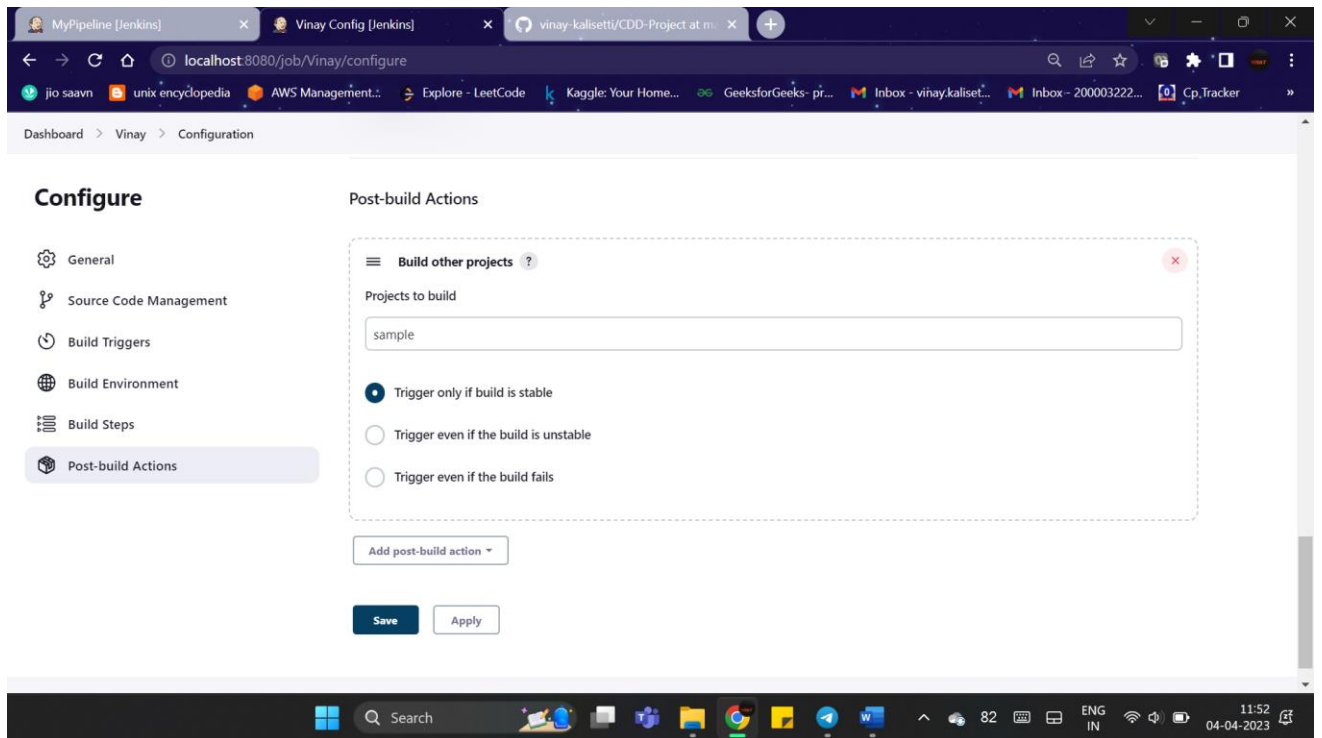 MyPipeline [Jenkins]
Vinay Config [Jenkins]
vinay-kalisetti/CDD-Project at m
localhost:8080/job/Vinay/configure
jio saavn
unix encyclopedia
AWS Management...
Explore - LeetCode
Kaggle: Your Home...
GeeksforGeeks- pr...
Inbox - vinay.kaliset...
Inbox - 200003222...
Cp,Tracker
»
Dashboard > Vinay > Configuration
Configure
General
Source Code Management
Build Triggers
Build Environment
Build Steps
Post-build Actions
Post-build Actions
Build other projects ?
Projects to build
sample
Trigger only if build is stable
Trigger even if the build is unstable
Trigger even if the build fails
Add post-build action
Save
Apply
Search
82
ENG
IN
11:52
04-04-2023